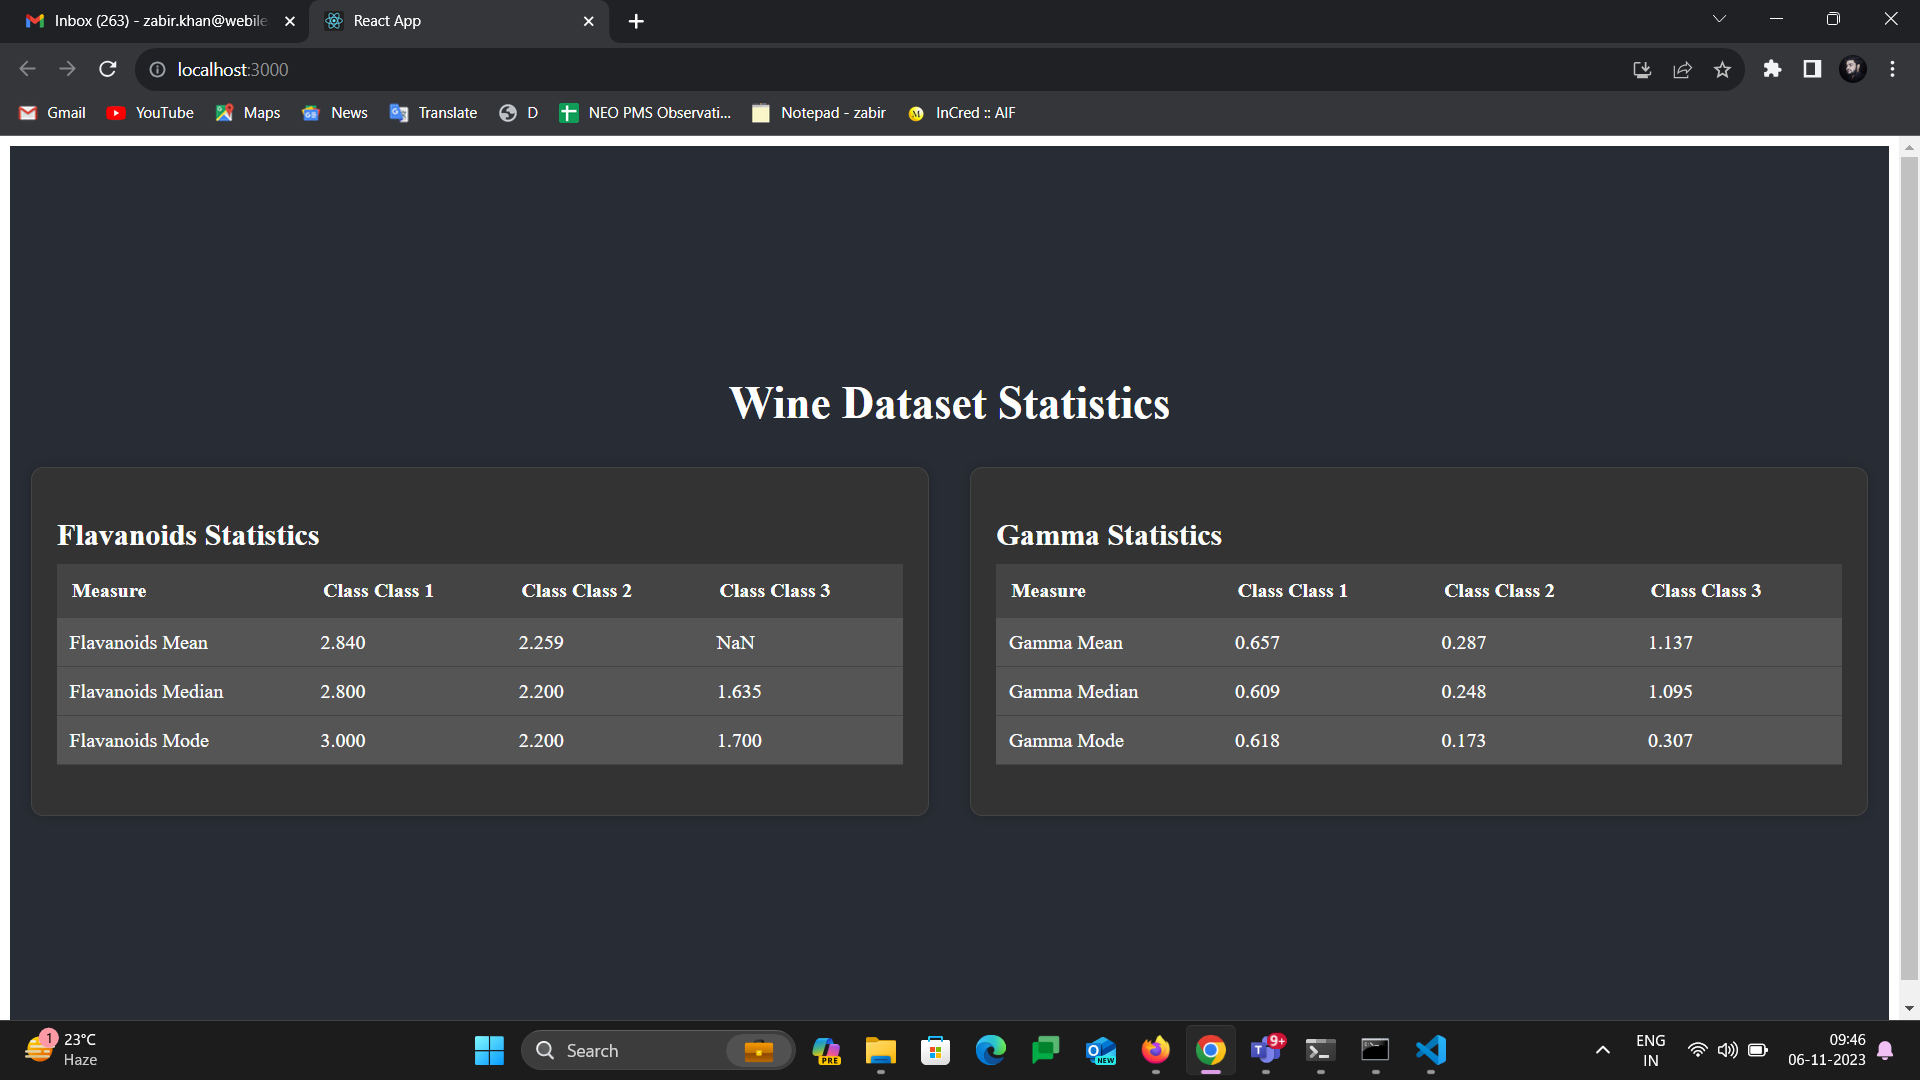 Inbox (263) - zabir.khan@webile
React App
localhost:3000
Gmail YouTube Maps News Translate D NEO PMS Observati... Notepad - zabir InCred :: AIF
Wine Dataset Statistics
Flavanoids Statistics
Measure Class Class 1 Class Class 2 Class Class 3
Flavanoids Mean 2.840 2.259 NaN
Flavanoids Median 2.800 2.200 1.635
Flavanoids Mode 3.000 2.200 1.700
Gamma Statistics
Measure Class Class 1 Class Class 2 Class Class 3
Gamma Mean 0.657 0.287 1.137
Gamma Median 0.609 0.248 1.095
Gamma Mode 0.618 0.173 0.307
1
23°C
Haze
Search
PRE
NEW
9+
ENG
IN
09:46
06-11-2023